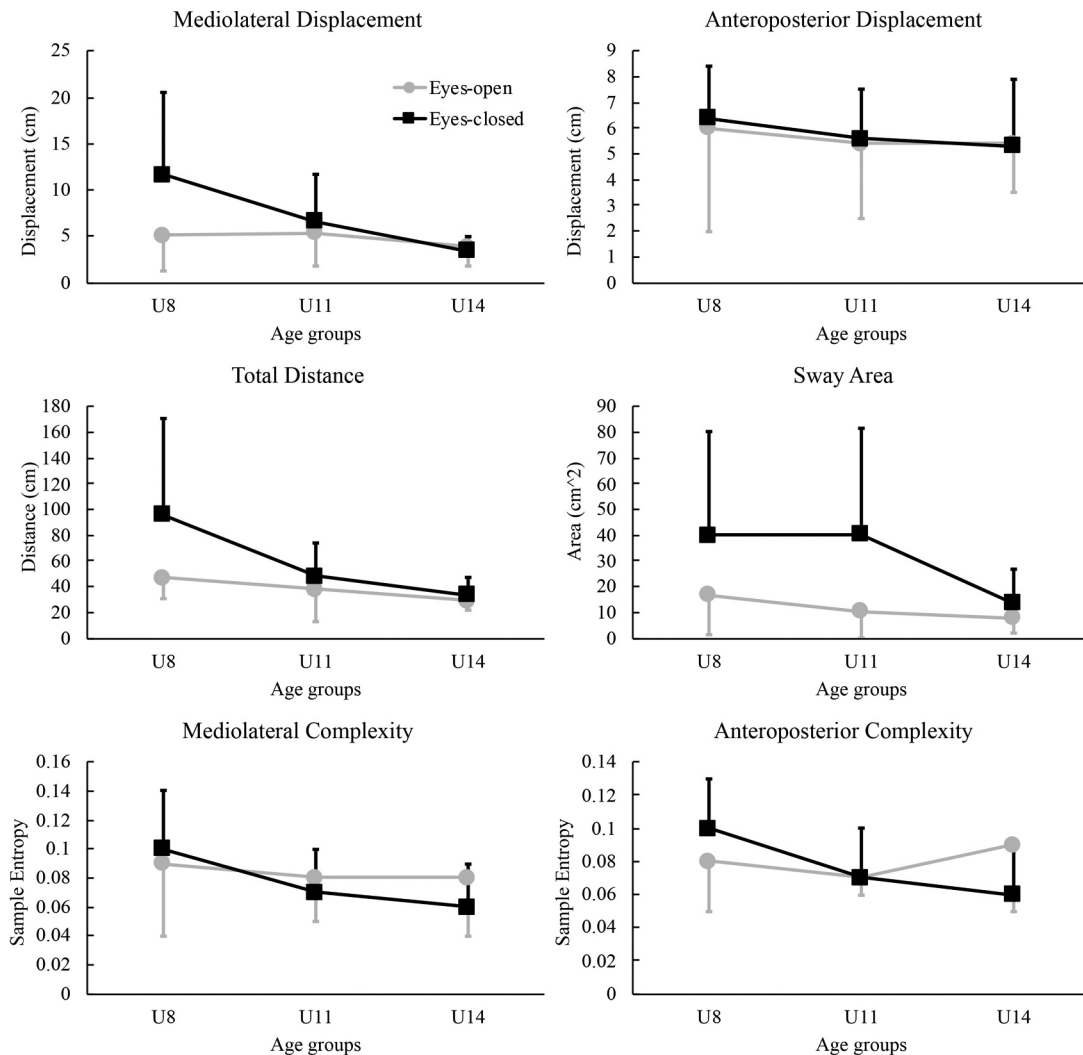 Mediolateral Displacement
25
20
15
10
5
0
Displacement (cm)
Eyes-open
Eyes-closed
U8 U11 U14
Age groups
Anteroposterior Displacement
9
8
7
6
5
4
3
2
1
0
Displacement (cm)
U8 U11 U14
Age groups
Total Distance
180
160
140
120
100
80
60
40
20
0
Distance (cm)
U8 U11 U14
Age groups
Sway Area
90
80
70
60
50
40
30
20
10
0
Area (cm^2)
U8 U11 U14
Age groups
Mediolateral Complexity
0.16
0.14
0.12
0.1
0.08
0.06
0.04
0.02
0
Sample Entropy
U8 U11 U14
Age groups
Anteroposterior Complexity
0.14
0.12
0.1
0.08
0.06
0.04
0.02
0
Sample Entropy
U8 U11 U14
Age groups